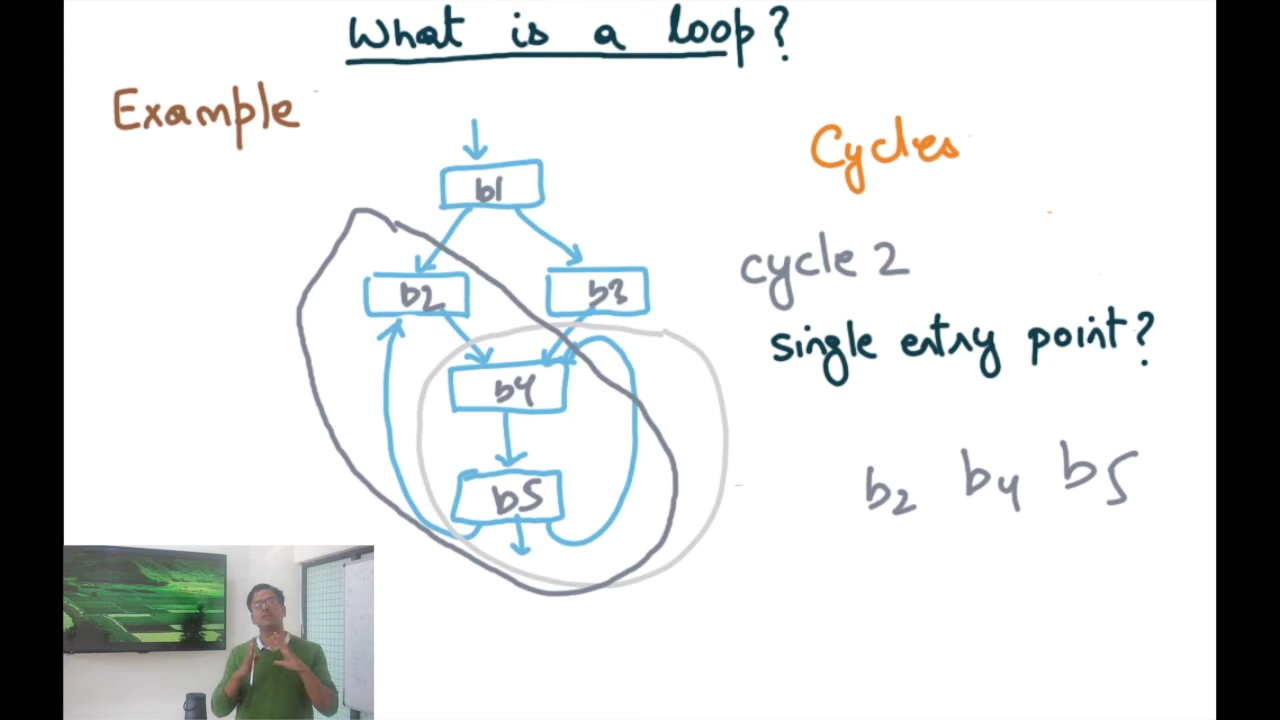 What is a loop?
Example
Cycles
b1
cycle 2
b2 b3
single entry point?
b4
b2 b4 b5
b5